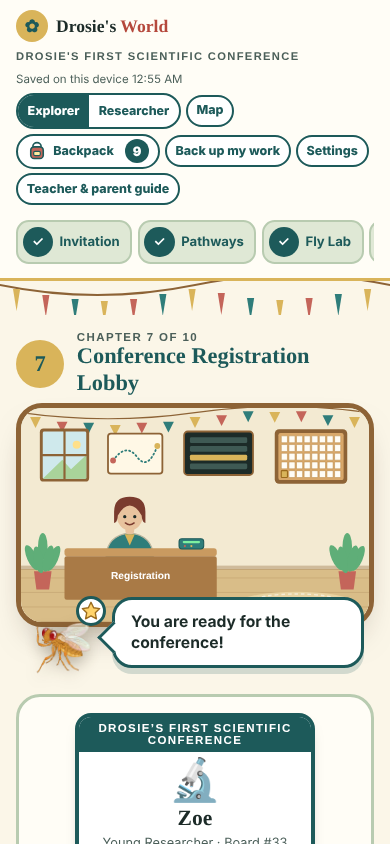 Drosie's World
DROSIE'S FIRST SCIENTIFIC CONFERENCE
Saved on this device 12:55 AM
Explorer Researcher Map
Backpack 9 Back up my work Settings
Teacher & parent guide
Invitation Pathways Fly Lab
CHAPTER 7 OF 10
7
Conference Registration
Lobby
Registration
You are ready for the
conference!
DROSIE'S FIRST SCIENTIFIC
CONFERENCE
Zoe
Young Researcher · Board #33